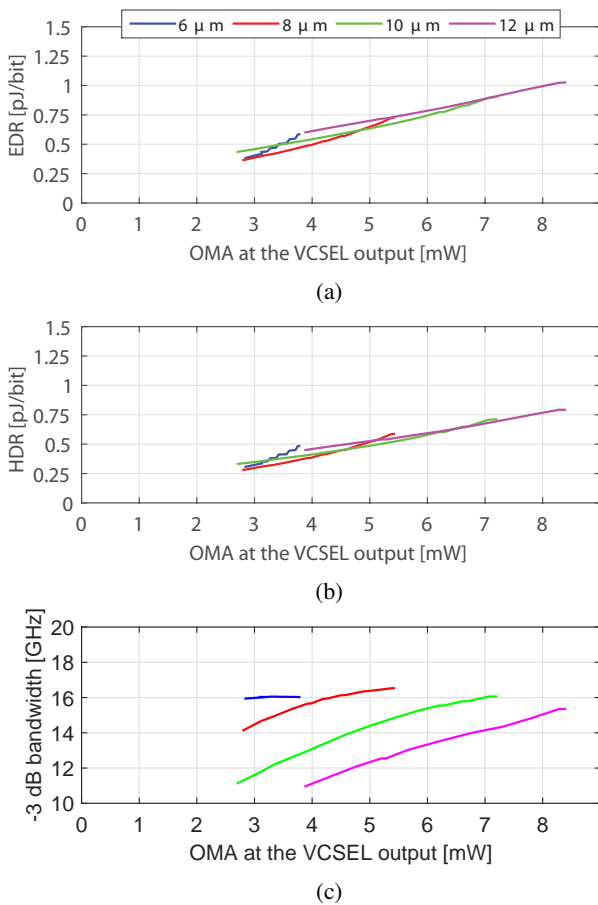 6 μ m 8 μ m 10 μ m 12 μ m
1.5
1.25
1
0.75
0.5
0.25
0
EDR [pJ/bit]
0 1 2 3 4 5 6 7 8
OMA at the VCSEL output [mW]
(a)
1.5
1.25
1
0.75
0.5
0.25
0
HDR [pJ/bit]
0 1 2 3 4 5 6 7 8
OMA at the VCSEL output [mW]
(b)
20
18
16
14
12
10
-3 dB bandwidth [GHz]
0 1 2 3 4 5 6 7 8
OMA at the VCSEL output [mW]
(c)